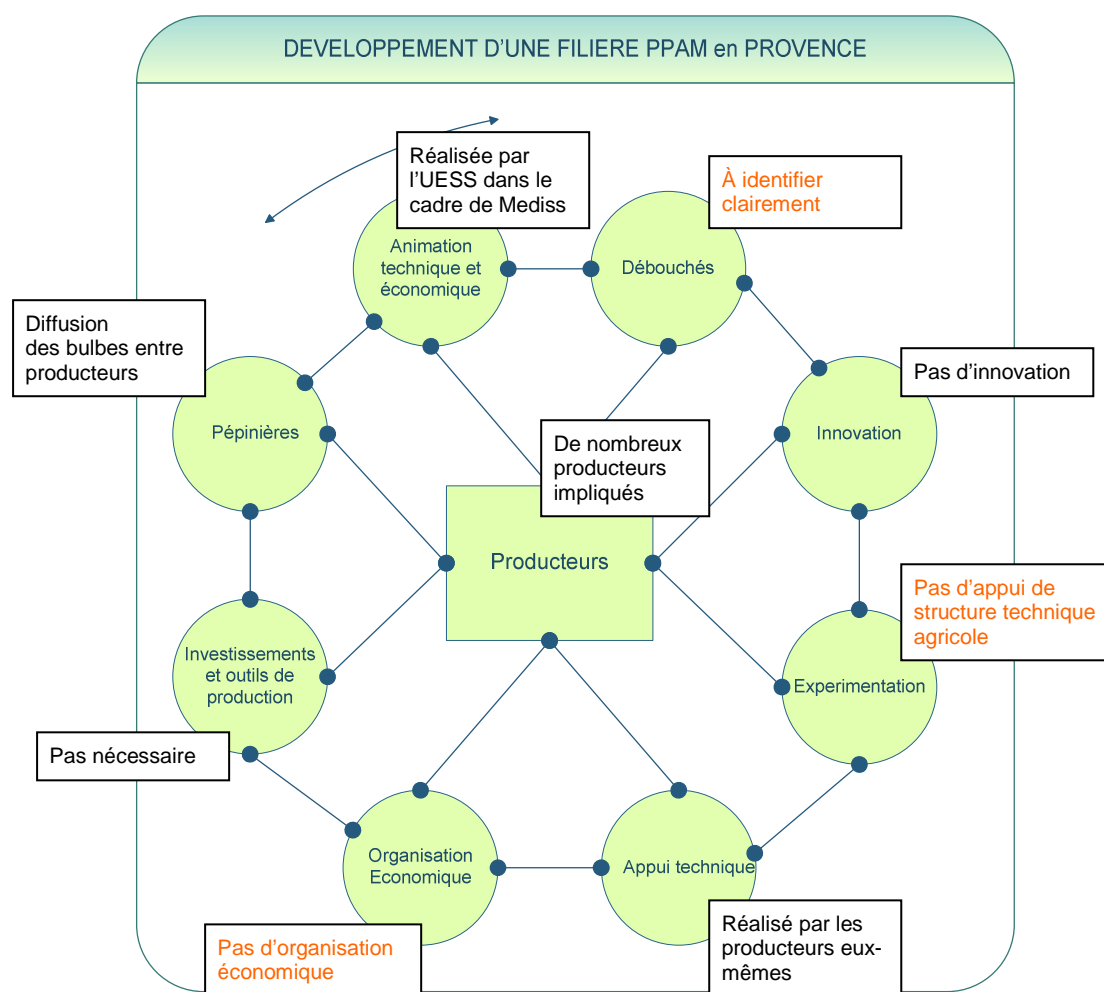 DEVELOPPEMENT D'UNE FILIERE PPAM en PROVENCE
Réalisée par
l'UESS dans le
cadre de Mediss
À identifier
clairement
Animation
technique et
économique
Débouchés
Diffusion
des bulbes entre
producteurs
Pas d'innovation
Pépinières
Innovation
De nombreux
producteurs
impliqués
Producteurs
Pas d'appui de
structure technique
agricole
Investissements
et outils de
production
Experimentation
Pas nécessaire
Organisation
Economique
Appui technique
Pas d'organisation
économique
Réalisé par les
producteurs eux-
mêmes